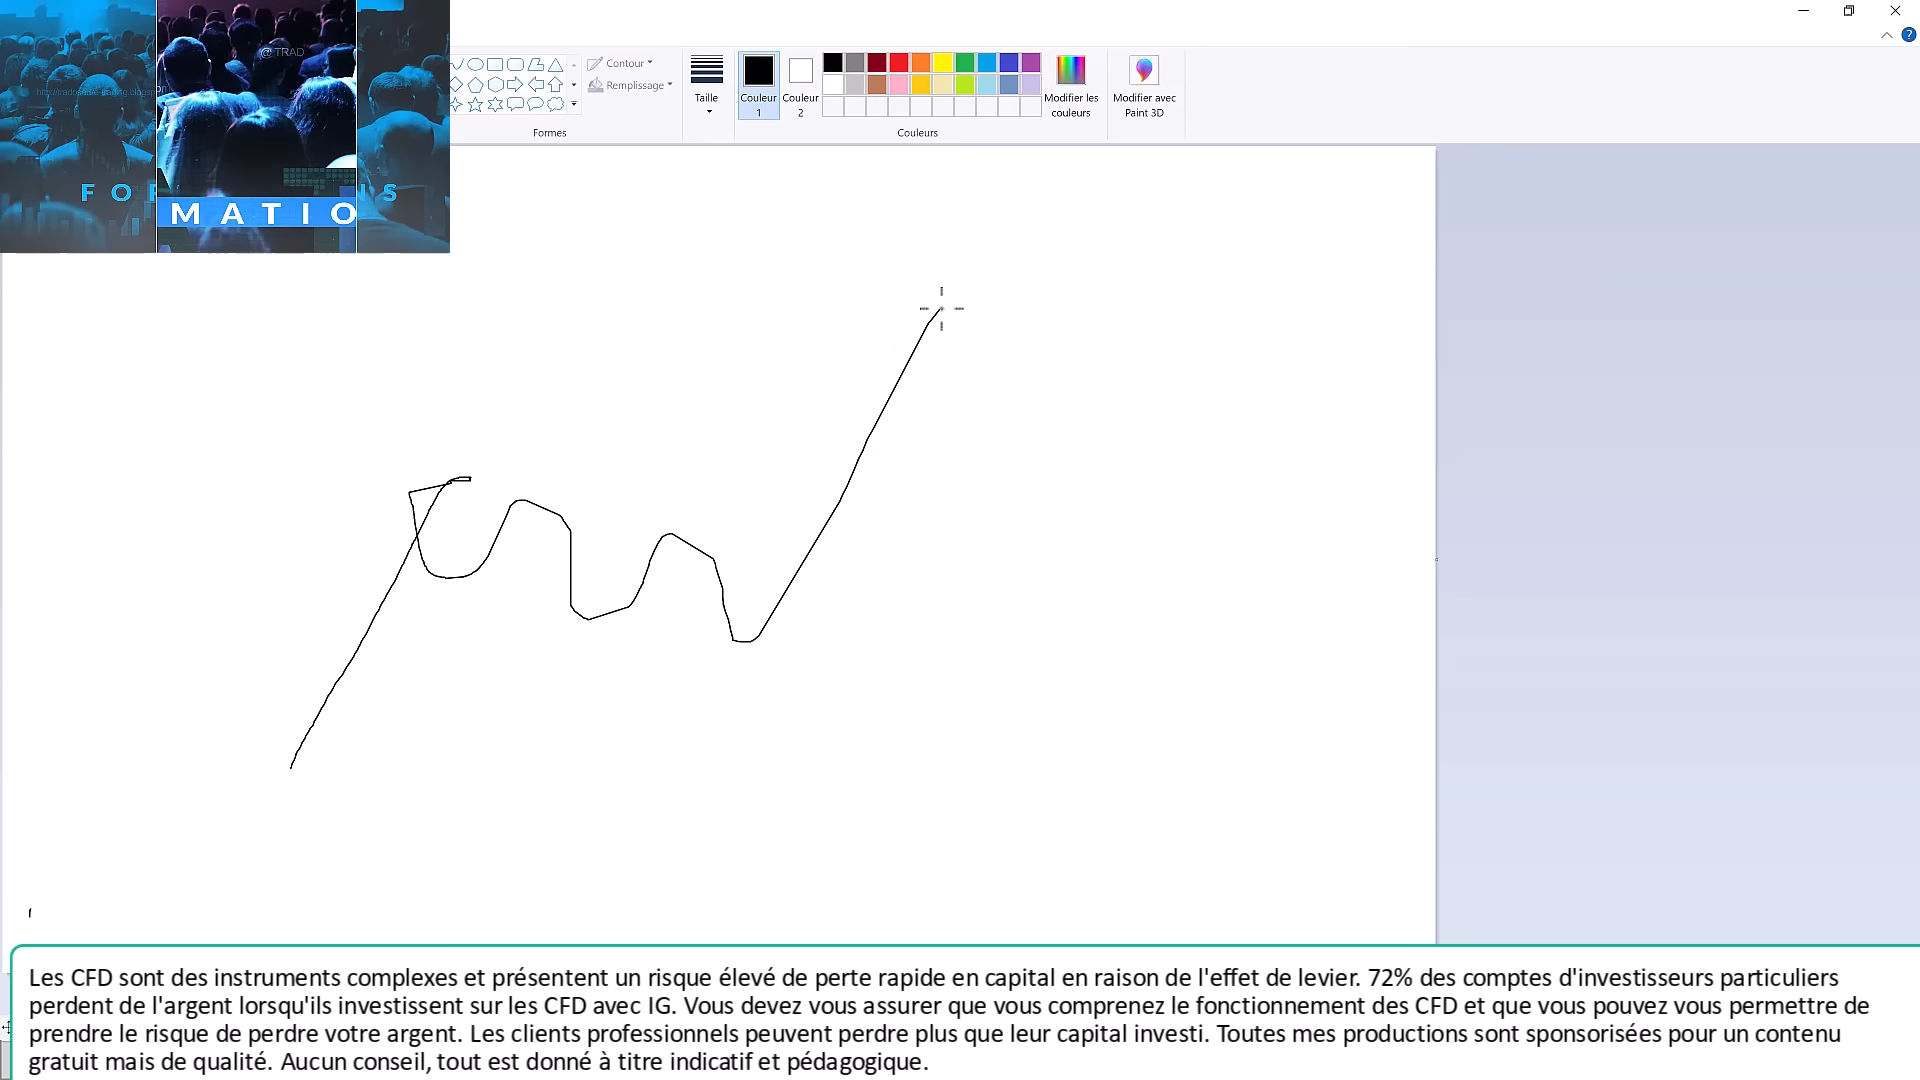 @ TRAD
FOR
NS
MATIO
Contour
Remplissage
Formes
Taille
Couleur
1
Couleur
2
Couleurs
Modifier les
couleurs
Modifier avec
Paint 3D
Les CFD sont des instruments complexes et présentent un risque élevé de perte rapide en capital en raison de l'effet de levier. 72% des comptes d'investisseurs particuliers
perdent de l'argent lorsqu'ils investissent sur les CFD avec IG. Vous devez vous assurer que vous comprenez le fonctionnement des CFD et que vous pouvez vous permettre de
prendre le risque de perdre votre argent. Les clients professionnels peuvent perdre plus que leur capital investi. Toutes mes productions sont sponsorisées pour un contenu
gratuit mais de qualité. Aucun conseil, tout est donné à titre indicatif et pédagogique.